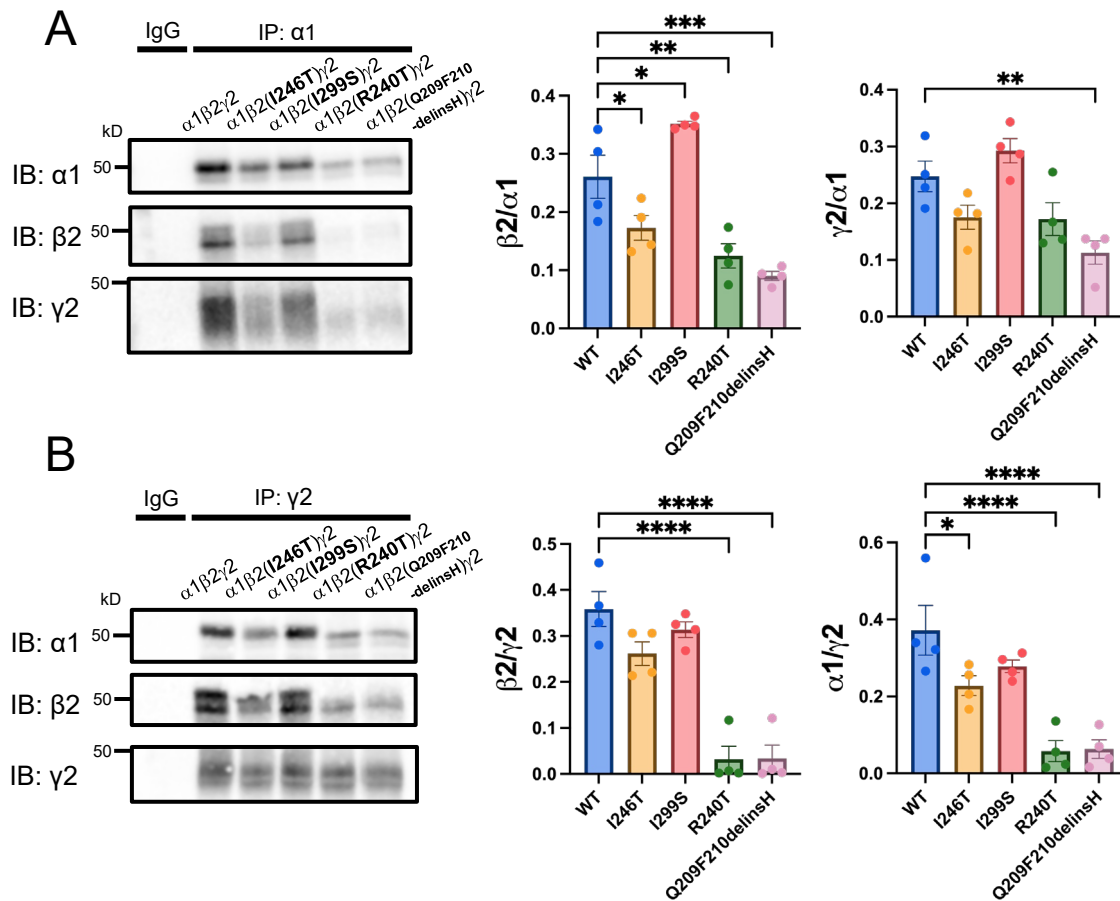 A
IgG
IP: α1
α1β2γ2
α1β2(I246T)γ2
α1β2(I299S)γ2
α1β2(R240T)γ2
α1β2(Q209F210
-delinsH)γ2
kD
IB: α1
50
IB: β2
50
IB: γ2
50
***
**
*
*
β2/α1
0.4
0.3
0.2
0.1
0.0
WT
I246T
I299S
R240T
Q209F210delinsH
**
γ2/α1
0.4
0.3
0.2
0.1
0.0
WT
I246T
I299S
R240T
Q209F210delinsH
B
IgG
IP: γ2
α1β2γ2
α1β2(I246T)γ2
α1β2(I299S)γ2
α1β2(R240T)γ2
α1β2(Q209F210
-delinsH)γ2
kD
IB: α1
50
IB: β2
50
IB: γ2
50
****
****
β2/γ2
0.5
0.4
0.3
0.2
0.1
0.0
WT
I246T
I299S
R240T
Q209F210delinsH
****
****
*
α1/γ2
0.6
0.4
0.2
0.0
WT
I246T
I299S
R240T
Q209F210delinsH